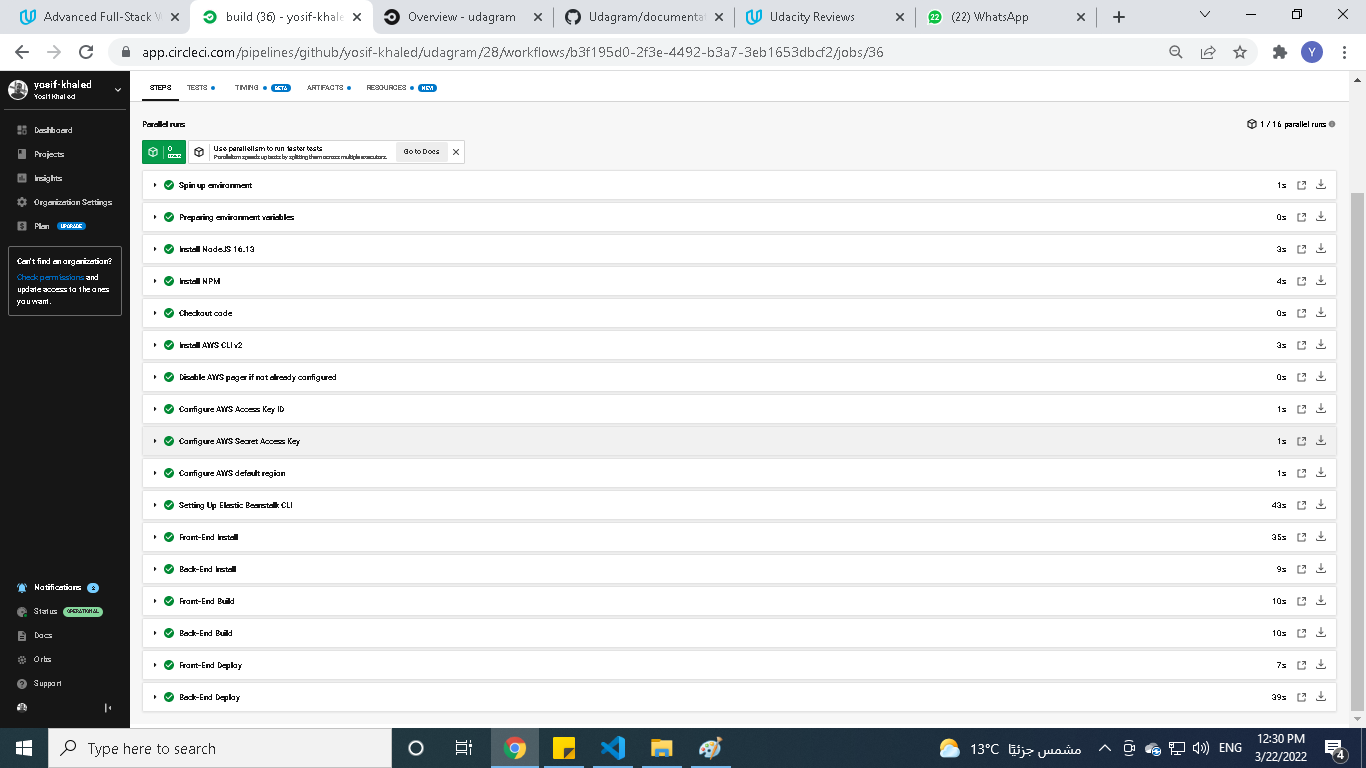 Advanced Full-Stack W
build (36) - yosif-khale
Overview - udagram
Udagram/documentat
Udacity Reviews
22
(22) WhatsApp
app.circleci.com/pipelines/github/yosif-khaled/udagram/28/workflows/b3f195d0-2f3e-4492-b3a7-3eb1653dbcf2/jobs/36
Y
yosif-khaled
Yosif Khaled
Dashboard
Projects
Insights
Organization Settings
Plan UPGRADE
Can't find an organization?
Check permissions and
update access to the ones
you want.
Notifications
Status OPERATIONAL
Docs
Orbs
Support
STEPS TESTS TIMING BETA ARTIFACTS RESOURCES NEW
Parallel runs
1 / 16 parallel runs
0
Use parallelism to run faster tests
Parallelism speeds up tests by splitting them across multiple executors.
Go to Docs
Spin up environment 1s
Preparing environment variables 0s
Install NodeJS 16.13 3s
Install NPM 4s
Checkout code 0s
Install AWS CLI v2 3s
Disable AWS pager if not already configured 0s
Configure AWS Access Key ID 1s
Configure AWS Secret Access Key 1s
Configure AWS default region 1s
Setting Up Elastic Beanstalk CLI 43s
Front-End Install 35s
Back-End Install 9s
Front-End Build 10s
Back-End Build 10s
Front-End Deploy 7s
Back-End Deploy 39s
Type here to search
13°C مشمس جزئيًا
ENG
12:30 PM
3/22/2022
4